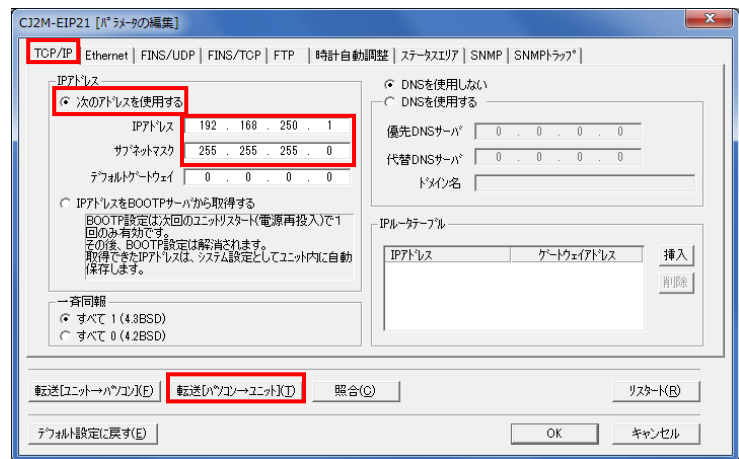 CJ2M-EIP21 [ﾊﾟﾗﾒｰﾀの編集]
TCP/IP Ethernet FINS/UDP FINS/TCP FTP 時計自動調整 ｽﾃｰﾀｽｴﾘｱ SNMP SNMPﾄﾗｯﾌﾟ
IPｱﾄﾞﾚｽ
次のｱﾄﾞﾚｽを使用する
IPｱﾄﾞﾚｽ 192 . 168 . 250 . 1
ｻﾌﾞﾈｯﾄﾏｽｸ 255 . 255 . 255 . 0
ﾃﾞﾌｫﾙﾄｹﾞｰﾄｳｪｲ 0 . 0 . 0 . 0
IPｱﾄﾞﾚｽをBOOTPｻｰﾊﾞから取得する
BOOTP設定は次回のﾕﾆｯﾄﾘｽﾀｰﾄ(電源再投入)で1
回のみ有効です。
その後、BOOTP設定は解消されます。
取得できたIPｱﾄﾞﾚｽは、ｼｽﾃﾑ設定としてﾕﾆｯﾄ内に自動
保存します。
一斉同報
すべて 1 (4.3BSD)
すべて 0 (4.2BSD)
DNSを使用しない
DNSを使用する
優先DNSｻｰﾊﾞ 0 . 0 . 0 . 0
代替DNSｻｰﾊﾞ 0 . 0 . 0 . 0
ﾄﾞﾒｲﾝ名
IPﾙｰﾀﾃｰﾌﾞﾙ
IPｱﾄﾞﾚｽ ｹﾞｰﾄｳｪｲｱﾄﾞﾚｽ 挿入
削除
転送[ﾕﾆｯﾄ→ﾊﾟｿｺﾝ](F) 転送[ﾊﾟｿｺﾝ→ﾕﾆｯﾄ](T) 照合(C) ﾘｽﾀｰﾄ(R)
ﾃﾞﾌｫﾙﾄ設定に戻す(E) OK ｷｬﾝｾﾙ